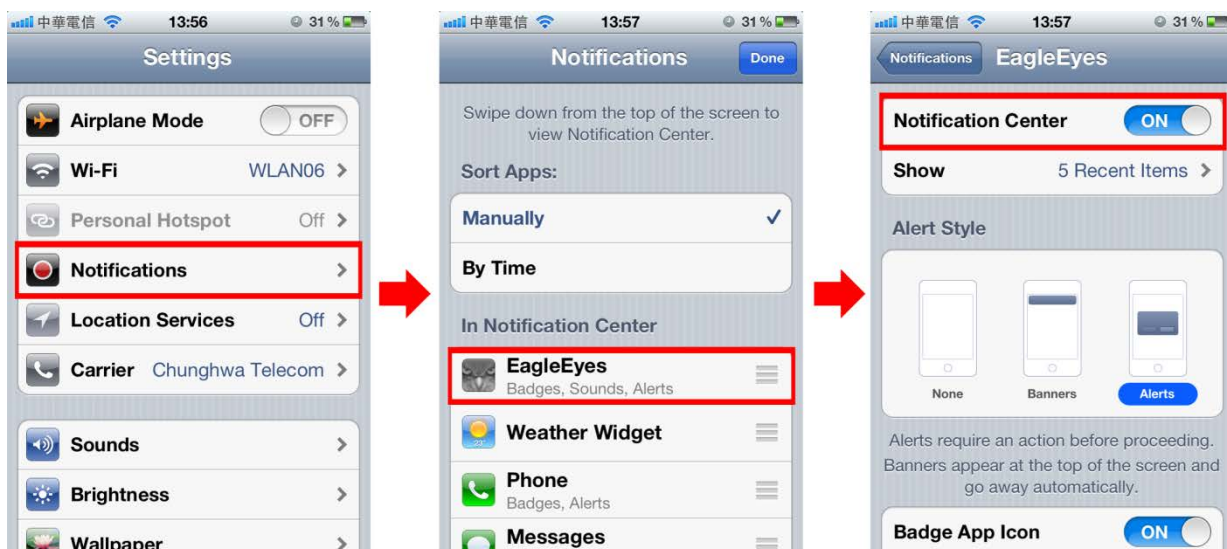 中華電信 13:56 31 %
Settings
Airplane Mode OFF
Wi-Fi WLAN06
Personal Hotspot Off
Notifications
Location Services Off
Carrier Chunghwa Telecom
Sounds
Brightness
Wallpaper
中華電信 13:57 31 %
Notifications Done
Swipe down from the top of the screen to
view Notification Center.
Sort Apps:
Manually
By Time
In Notification Center
EagleEyes
Badges, Sounds, Alerts
23°
Weather Widget
Phone
Badges, Alerts
Messages
中華電信 13:57 31 %
Notifications EagleEyes
Notification Center ON
Show 5 Recent Items
Alert Style
None Banners Alerts
Alerts require an action before proceeding.
Banners appear at the top of the screen and
go away automatically.
Badge App Icon ON